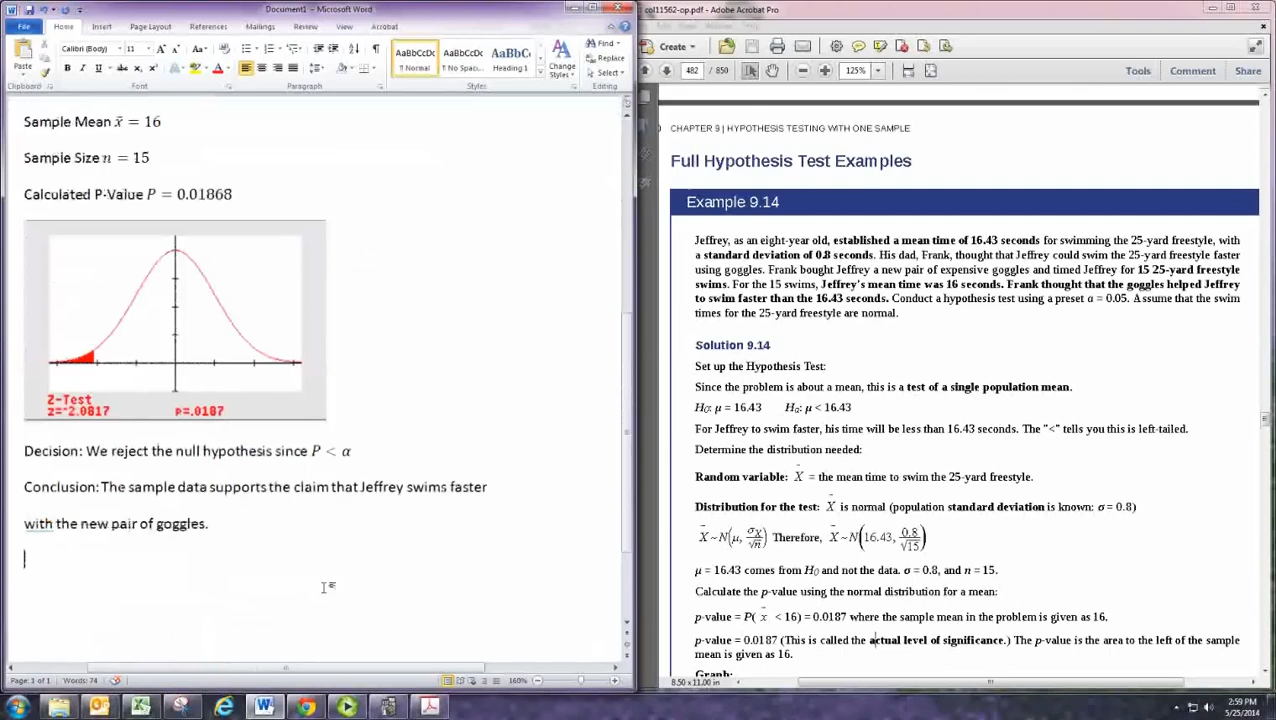 Document1 - Microsoft Word
File Home Insert Page Layout References Mailings Review View Acrobat
Paste
Calibri (Body) 11
AaBbCcDc AaBbCcDc AaBbC
¶ Normal ¶ No Spaci... Heading 1
Change
Styles
Find
Replace
Select
Clipboard Font Paragraph Styles Editing
Sample Mean x̄ = 16
Sample Size n = 15
Calculated P-Value P = 0.01868
Z-Test
z=-2.0817 p=.0187
Decision: We reject the null hypothesis since P < α
Conclusion: The sample data supports the claim that Jeffrey swims faster
with the new pair of goggles.
Page: 1 of 1 Words: 74 160%
col11562-op.pdf - Adobe Acrobat Pro
Create
482 / 850 125%
Tools Comment Share
CHAPTER 9 | HYPOTHESIS TESTING WITH ONE SAMPLE
Full Hypothesis Test Examples
Example 9.14
Jeffrey, as an eight-year old, established a mean time of 16.43 seconds for swimming the 25-yard freestyle, with
a standard deviation of 0.8 seconds. His dad, Frank, thought that Jeffrey could swim the 25-yard freestyle faster
using goggles. Frank bought Jeffrey a new pair of expensive goggles and timed Jeffrey for 15 25-yard freestyle
swims. For the 15 swims, Jeffrey's mean time was 16 seconds. Frank thought that the goggles helped Jeffrey
to swim faster than the 16.43 seconds. Conduct a hypothesis test using a preset α = 0.05. Assume that the swim
times for the 25-yard freestyle are normal.
Solution 9.14
Set up the Hypothesis Test:
Since the problem is about a mean, this is a test of a single population mean.
H₀: μ = 16.43 Hₐ: μ < 16.43
For Jeffrey to swim faster, his time will be less than 16.43 seconds. The "<" tells you this is left-tailed.
Determine the distribution needed:
Random variable: X̄ = the mean time to swim the 25-yard freestyle.
Distribution for the test: X̄ is normal (population standard deviation is known: σ = 0.8)
X̄ ~ N(μ, σX/√n) Therefore, X̄ ~ N(16.43, 0.8/√15)
μ = 16.43 comes from H₀ and not the data. σ = 0.8, and n = 15.
Calculate the p-value using the normal distribution for a mean:
p-value = P( x̄ < 16) = 0.0187 where the sample mean in the problem is given as 16.
p-value = 0.0187 (This is called the actual level of significance.) The p-value is the area to the left of the sample
mean is given as 16.
Graph:
8.50 x 11.00 in
2:59 PM
5/25/2014